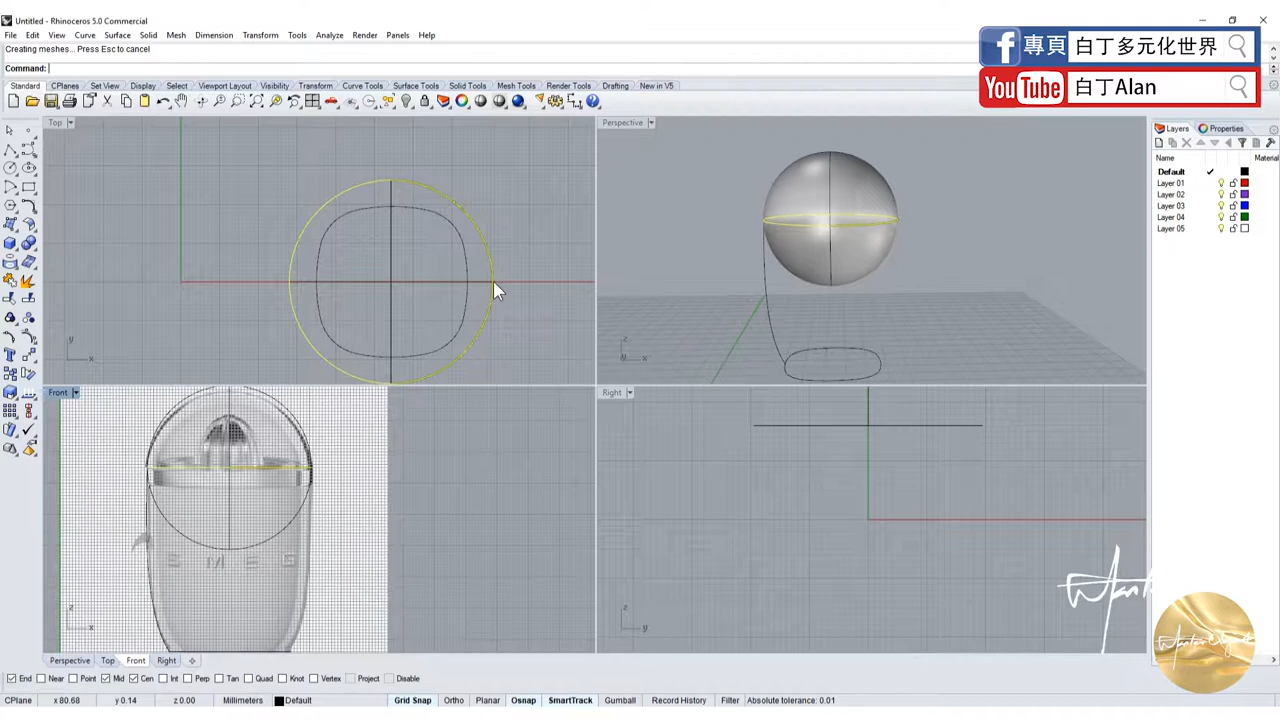 Untitled - Rhinoceros 5.0 Commercial
File Edit View Curve Surface Solid Mesh Dimension Transform Tools Analyze Render Panels Help
Creating meshes... Press Esc to cancel
Command:
專頁 白丁多元化世界
YouTube 白丁Alan
Standard CPlanes Set View Display Select Viewport Layout Visibility Transform Curve Tools Surface Tools Solid Tools Mesh Tools Render Tools Drafting New in V5
Top
Perspective
Layers Properties
Name Material
Default
Layer 01
Layer 02
Layer 03
Layer 04
Layer 05
y x
z y x
Front
Right
S M E G
z x
z y
Perspective Top Front Right
End Near Point Mid Cen Int Perp Tan Quad Knot Vertex Project Disable
CPlane x 80.68 y 0.14 z 0.00 Millimeters Default Grid Snap Ortho Planar Osnap SmartTrack Gumball Record History Filter Absolute tolerance: 0.01